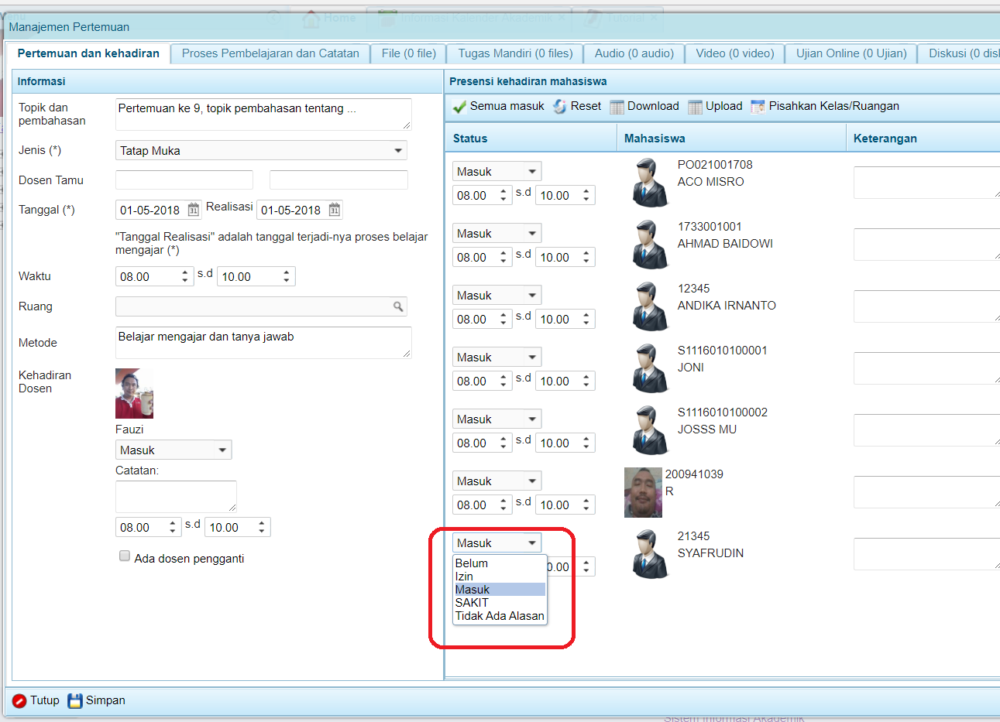 Menu
Home
Informasi Kalender Akademik
Tutorial
Manajemen Pertemuan
Pertemuan dan kehadiran
Proses Pembelajaran dan Catatan
File (0 file)
Tugas Mandiri (0 files)
Audio (0 audio)
Video (0 video)
Ujian Online (0 Ujian)
Diskusi (0 disk
Informasi
Topik dan
pembahasan
Pertemuan ke 9, topik pembahasan tentang ...
Jenis (*)
Tatap Muka
Dosen Tamu
Tanggal (*)
01-05-2018
Realisasi
01-05-2018
"Tanggal Realisasi" adalah tanggal terjadi-nya proses belajar
mengajar (*)
Waktu
08.00 s.d 10.00
Ruang
Metode
Belajar mengajar dan tanya jawab
Kehadiran
Dosen
Fauzi
Masuk
Catatan:
08.00 s.d 10.00
Ada dosen pengganti
Presensi kehadiran mahasiswa
Semua masuk
Reset
Download
Upload
Pisahkan Kelas/Ruangan
Status
Mahasiswa
Keterangan
Masuk
08.00 s.d 10.00
PO021001708
ACO MISRO
Masuk
08.00 s.d 10.00
1733001001
AHMAD BAIDOWI
Masuk
08.00 s.d 10.00
12345
ANDIKA IRNANTO
Masuk
08.00 s.d 10.00
S1116010100001
JONI
Masuk
08.00 s.d 10.00
S1116010100002
JOSSS MU
Masuk
08.00 s.d 10.00
200941039
R
Masuk
0.00
21345
SYAFRUDIN
Belum
Izin
Masuk
SAKIT
Tidak Ada Alasan
Tutup
Simpan
Sistem Informasi Akademik